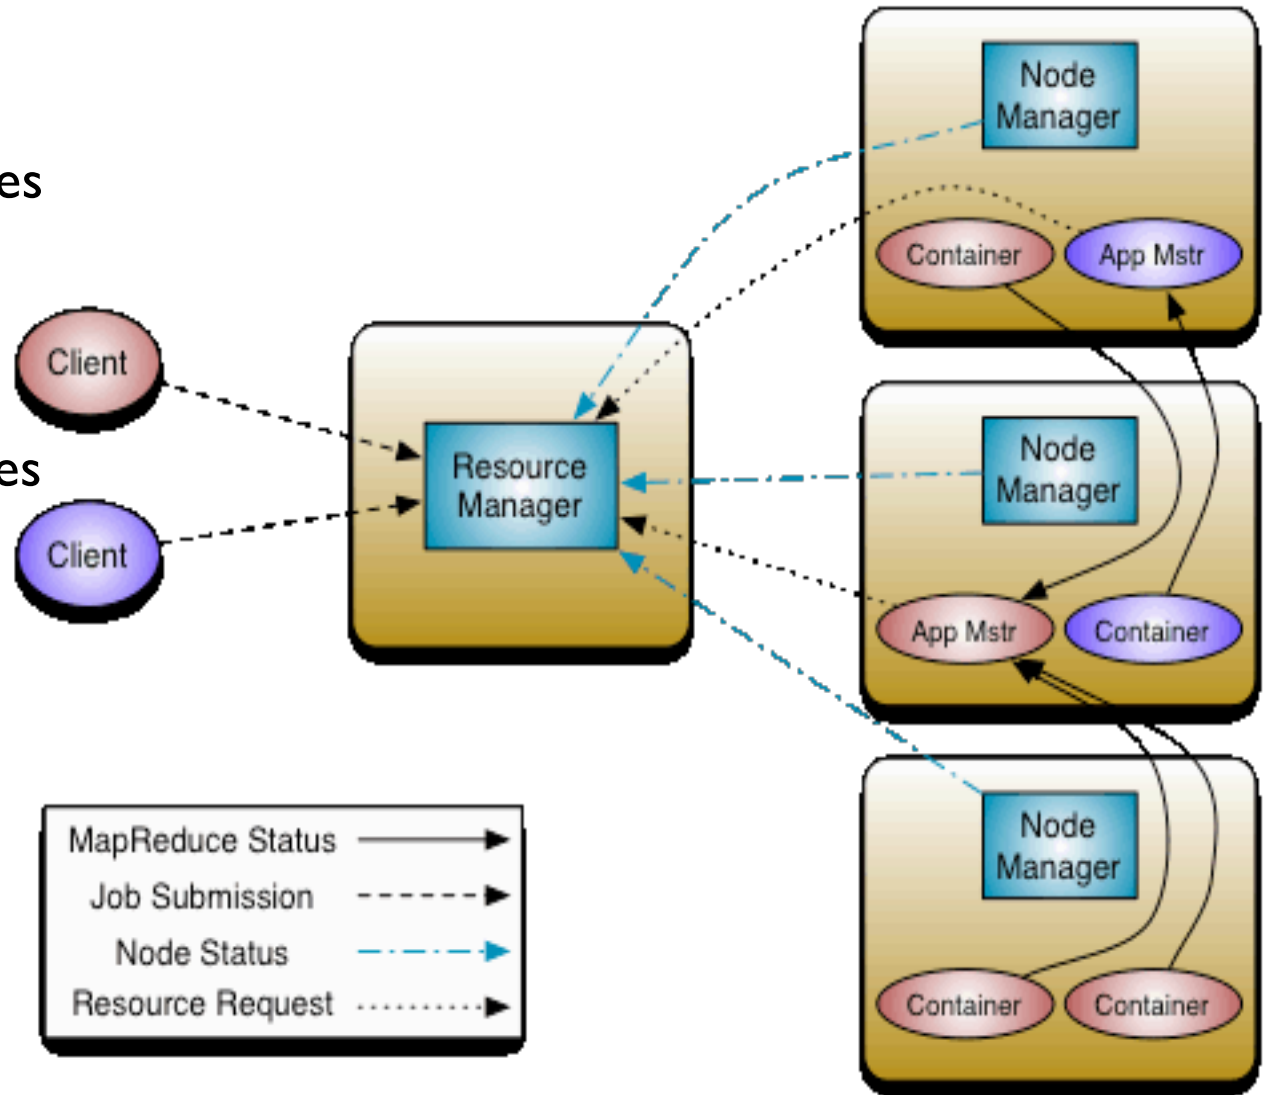 es
es
Client
Client
Resource
Manager
Node
Manager
Container
App Mstr
Node
Manager
App Mstr
Container
Node
Manager
Container
Container
MapReduce Status
Job Submission
Node Status
Resource Request